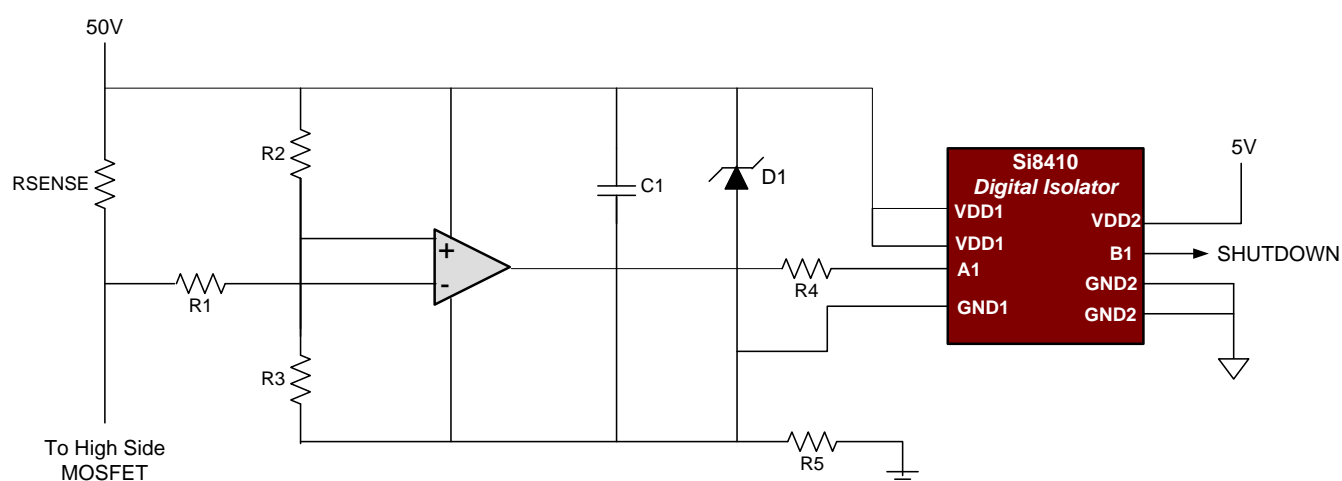 50V
RSENSE
R1
To High Side
MOSFET
R2
R3
+
-
C1
D1
R4
R5
Si8410
Digital Isolator
VDD1
VDD1
A1
GND1
VDD2
B1
GND2
GND2
5V
SHUTDOWN